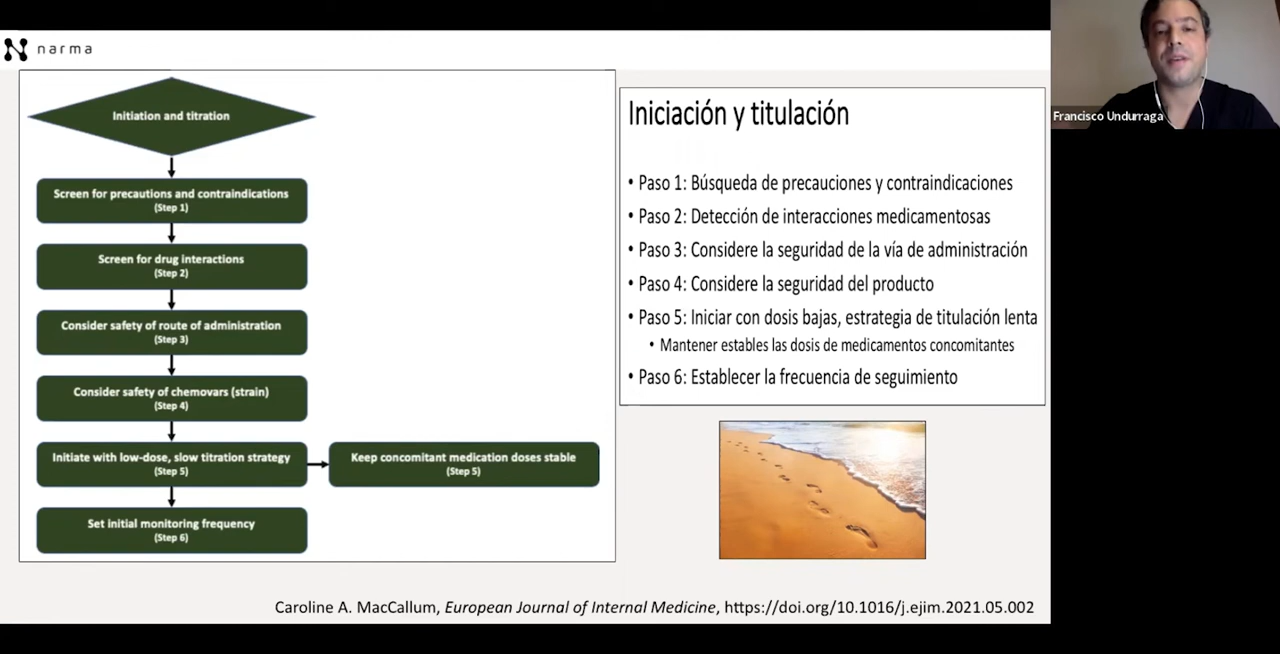 narma
Initiation and titration
Screen for precautions and contraindications
(Step 1)
Screen for drug interactions
(Step 2)
Consider safety of route of administration
(Step 3)
Consider safety of chemovars (strain)
(Step 4)
Initiate with low-dose, slow titration strategy
(Step 5)
Keep concomitant medication doses stable
(Step 5)
Set initial monitoring frequency
(Step 6)
Iniciación y titulación
• Paso 1: Búsqueda de precauciones y contraindicaciones
• Paso 2: Detección de interacciones medicamentosas
• Paso 3: Considere la seguridad de la vía de administración
• Paso 4: Considere la seguridad del producto
• Paso 5: Iniciar con dosis bajas, estrategia de titulación lenta
• Mantener estables las dosis de medicamentos concomitantes
• Paso 6: Establecer la frecuencia de seguimiento
Caroline A. MacCallum, European Journal of Internal Medicine, https://doi.org/10.1016/j.ejim.2021.05.002
Francisco Undurraga